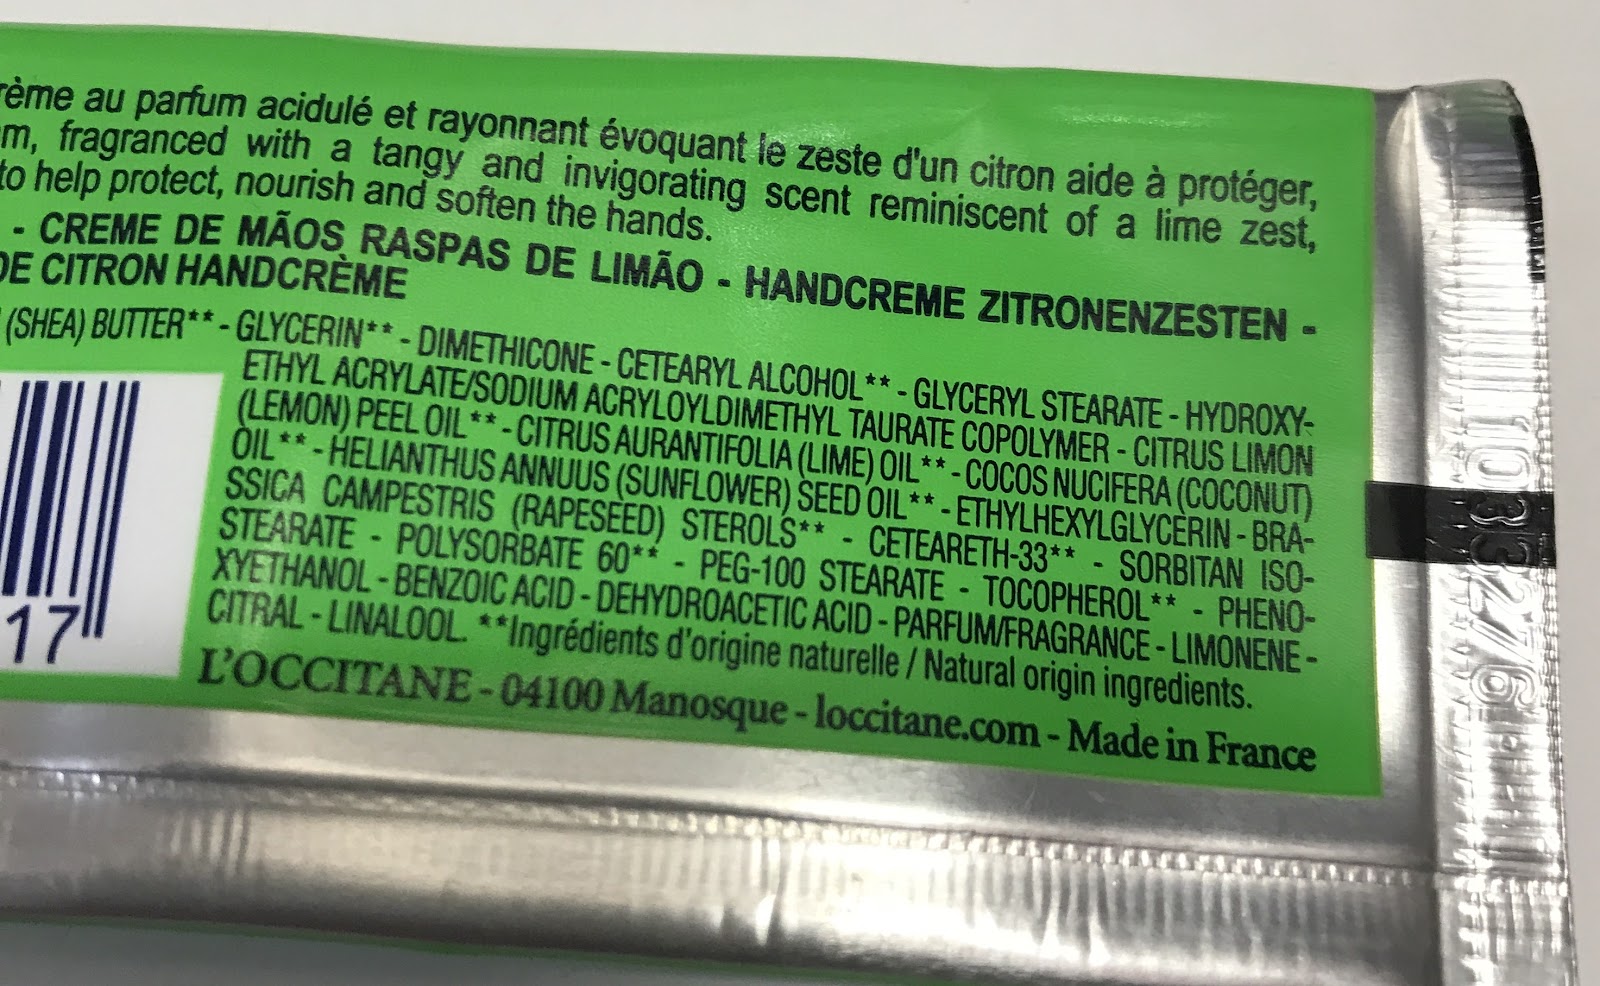 rème au parfum acidulé et rayonnant évoquant le zeste d'un citron aide à protéger,
m, fragranced with a tangy and invigorating scent reminiscent of a lime zest,
to help protect, nourish and soften the hands.
- CREME DE MÃOS RASPAS DE LIMÃO - HANDCREME ZITRONENZESTEN -
DE CITRON HANDCRÈME
(SHEA) BUTTER** - GLYCERIN** - DIMETHICONE - CETEARYL ALCOHOL** - GLYCERYL STEARATE - HYDROXY-
ETHYL ACRYLATE/SODIUM ACRYLOYLDIMETHYL TAURATE COPOLYMER - CITRUS LIMON
(LEMON) PEEL OIL** - CITRUS AURANTIFOLIA (LIME) OIL** - COCOS NUCIFERA (COCONUT)
OIL** - HELIANTHUS ANNUUS (SUNFLOWER) SEED OIL** - ETHYLHEXYLGLYCERIN - BRA-
SSICA CAMPESTRIS (RAPESEED) STEROLS** - CETEARETH-33** - SORBITAN ISO-
STEARATE - POLYSORBATE 60** - PEG-100 STEARATE - TOCOPHEROL** - PHENO-
XYETHANOL - BENZOIC ACID - DEHYDROACETIC ACID - PARFUM/FRAGRANCE - LIMONENE -
CITRAL - LINALOOL. **Ingrédients d'origine naturelle / Natural origin ingredients.
L'OCCITANE - 04100 Manosque - loccitane.com - Made in France
17